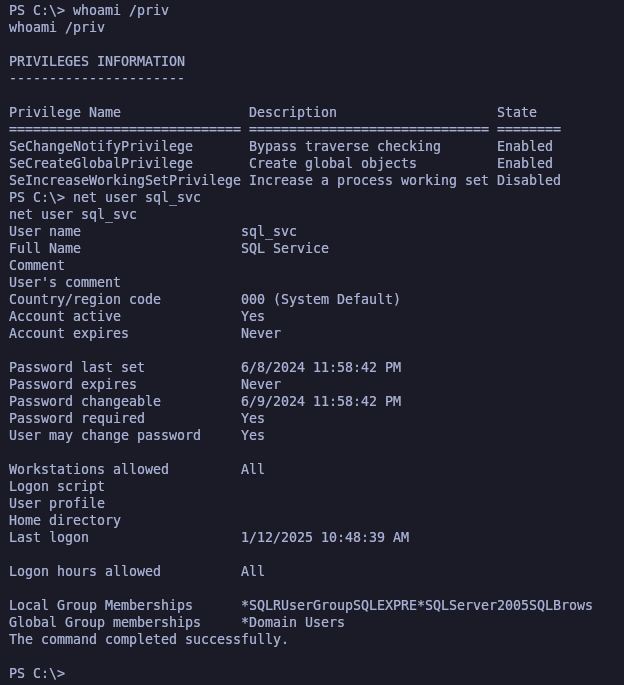 PS C:\> whoami /priv
whoami /priv

PRIVILEGES INFORMATION
----------------------

Privilege Name                Description                    State
============================= ============================== ========
SeChangeNotifyPrivilege       Bypass traverse checking       Enabled
SeCreateGlobalPrivilege       Create global objects          Enabled
SeIncreaseWorkingSetPrivilege Increase a process working set Disabled
PS C:\> net user sql_svc
net user sql_svc
User name                    sql_svc
Full Name                    SQL Service
Comment
User's comment
Country/region code          000 (System Default)
Account active               Yes
Account expires              Never

Password last set            6/8/2024 11:58:42 PM
Password expires             Never
Password changeable          6/9/2024 11:58:42 PM
Password required            Yes
User may change password     Yes

Workstations allowed         All
Logon script
User profile
Home directory
Last logon                   1/12/2025 10:48:39 AM

Logon hours allowed          All

Local Group Memberships      *SQLRUserGroupSQLEXPRE*SQLServer2005SQLBrows
Global Group memberships     *Domain Users
The command completed successfully.

PS C:\>